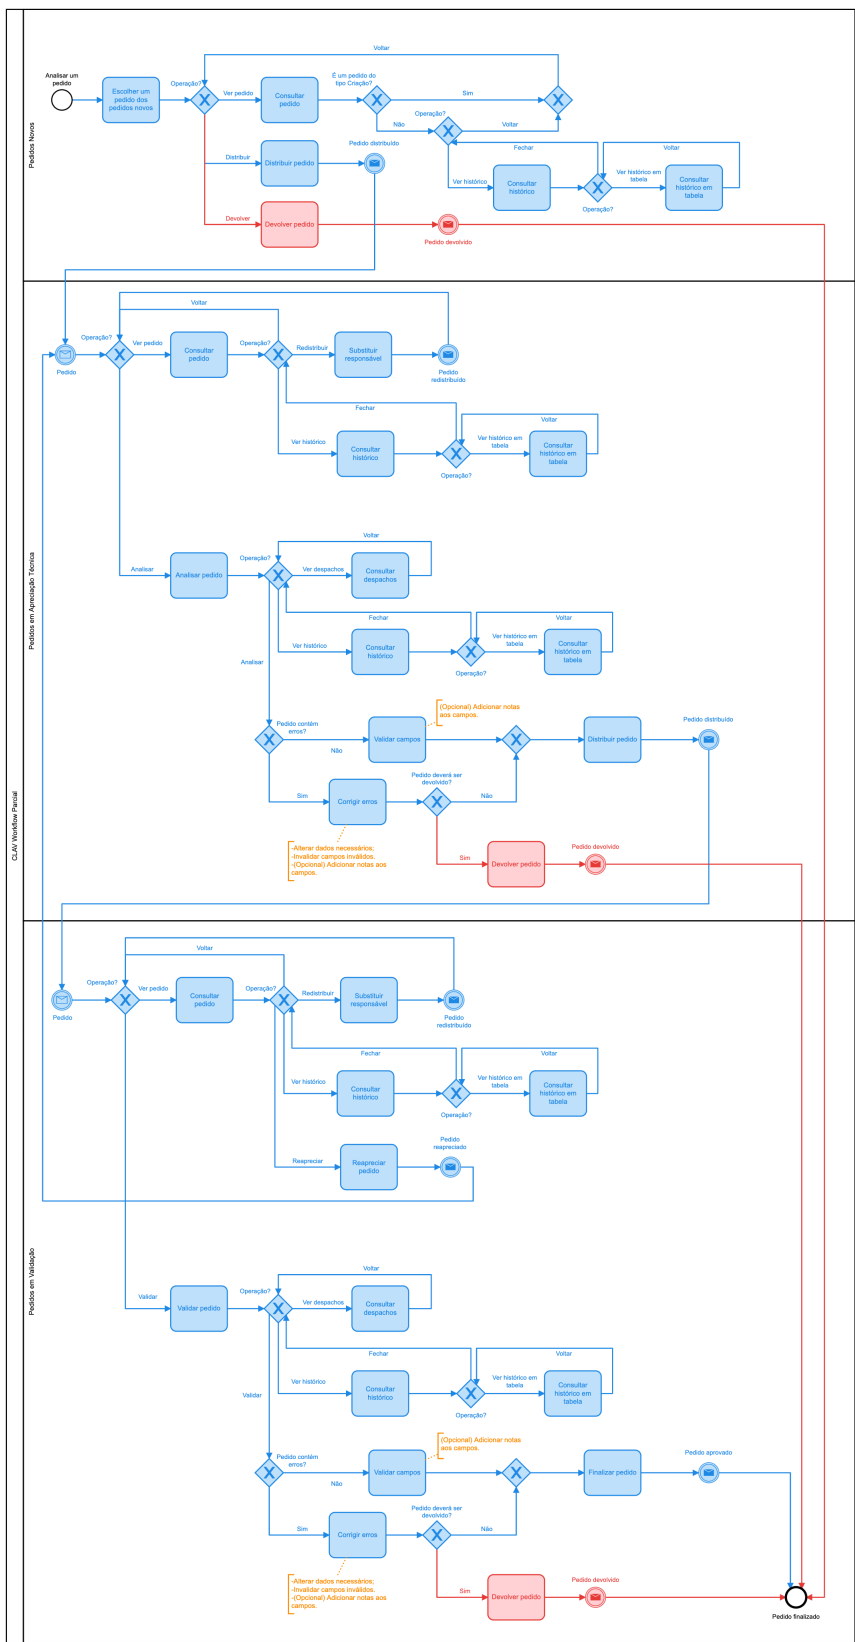 CLAV Workflow Parcial
Pedidos Novos
Analisar um
pedido
Escolher um
pedido dos
pedidos novos
Operação?
Voltar
Ver pedido
Consultar
pedido
É um pedido do
tipo Criação?
Sim
Não
Operação?
Voltar
Fechar
Voltar
Ver histórico
Consultar
histórico
Operação?
Ver histórico em
tabela
Consultar
histórico em
tabela
Distribuir
Distribuir pedido
Pedido distribuído
Devolver
Devolver pedido
Pedido devolvido
Pedidos em Apreciação Técnica
Pedido
Operação?
Voltar
Ver pedido
Consultar
pedido
Operação?
Redistribuir
Substituir
responsável
Pedido
redistribuído
Fechar
Voltar
Ver histórico
Consultar
histórico
Operação?
Ver histórico em
tabela
Consultar
histórico em
tabela
Analisar
Analisar pedido
Operação?
Voltar
Ver despachos
Consultar
despachos
Fechar
Voltar
Ver histórico
Consultar
histórico
Operação?
Ver histórico em
tabela
Consultar
histórico em
tabela
Analisar
Pedido contém
erros?
Não
Validar campos
(Opcional) Adicionar notas
aos campos.
Distribuir pedido
Pedido distribuído
Sim
Corrigir erros
Pedido deverá ser
devolvido?
Não
-Alterar dados necessários;
-Invalidar campos inválidos.
-(Opcional) Adicionar notas aos
campos.
Sim
Devolver pedido
Pedido devolvido
Pedidos em Validação
Pedido
Operação?
Voltar
Ver pedido
Consultar
pedido
Operação?
Redistribuir
Substituir
responsável
Pedido
redistribuído
Fechar
Voltar
Ver histórico
Consultar
histórico
Operação?
Ver histórico em
tabela
Consultar
histórico em
tabela
Reapreciar
Reapreciar
pedido
Pedido
reapreciado
Validar
Validar pedido
Operação?
Voltar
Ver despachos
Consultar
despachos
Fechar
Voltar
Ver histórico
Consultar
histórico
Operação?
Ver histórico em
tabela
Consultar
histórico em
tabela
Validar
Pedido contém
erros?
Não
Validar campos
(Opcional) Adicionar notas
aos campos.
Finalizar pedido
Pedido aprovado
Sim
Corrigir erros
Pedido deverá ser
devolvido?
Não
-Alterar dados necessários;
-Invalidar campos inválidos.
-(Opcional) Adicionar notas aos
campos.
Sim
Devolver pedido
Pedido devolvido
Pedido finalizado